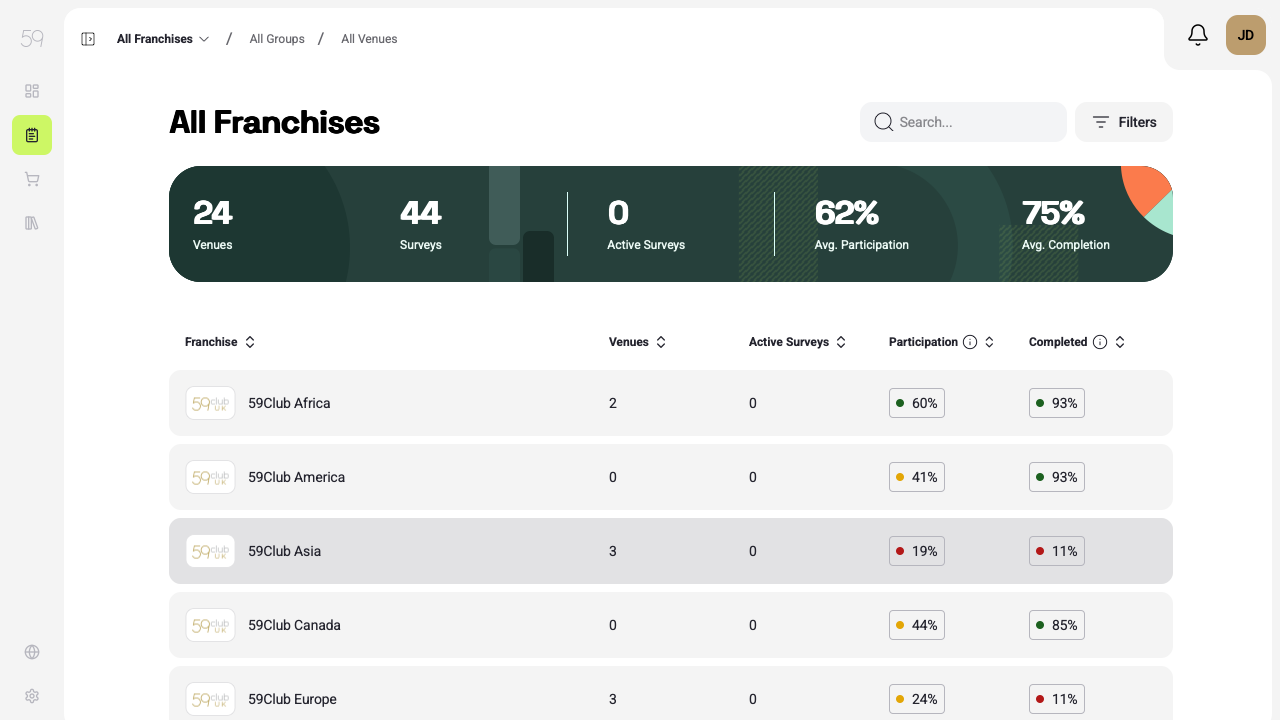 59
All Franchises / All Groups / All Venues
JD
All Franchises
Search...
Filters
24
Venues
44
Surveys
0
Active Surveys
62%
Avg. Participation
75%
Avg. Completion
Franchise Venues Active Surveys Participation Completed
59club UK 59Club Africa 2 0 60% 93%
59club UK 59Club America 0 0 41% 93%
59club UK 59Club Asia 3 0 19% 11%
59club UK 59Club Canada 0 0 44% 85%
59club UK 59Club Europe 3 0 24% 11%